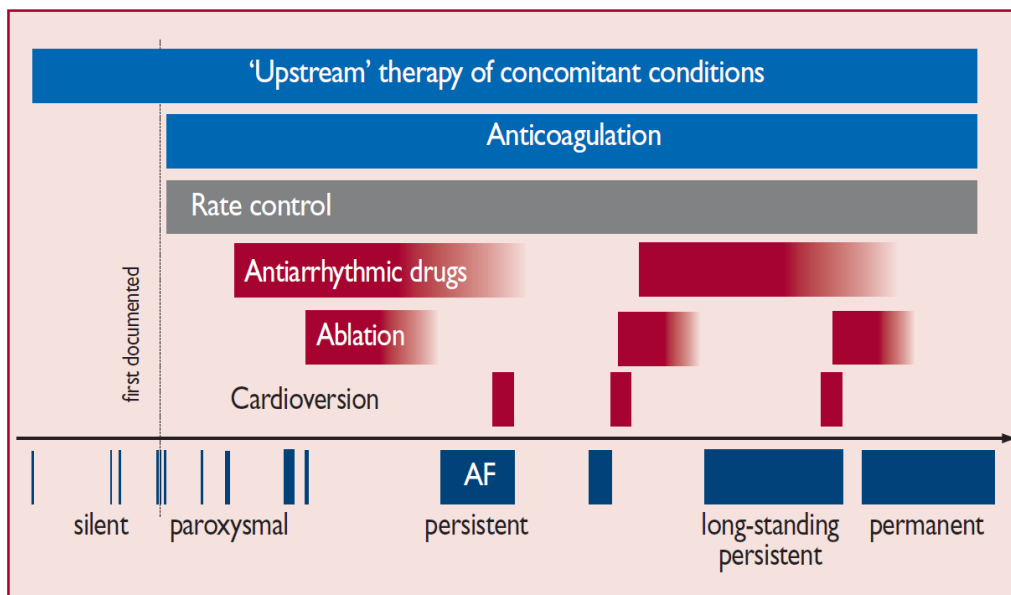 ‘Upstream’ therapy of concomitant conditions
Anticoagulation
Rate control
Antiarrhythmic drugs
Ablation
Cardioversion
first documented
AF
silent
paroxysmal
persistent
long-standing
persistent
permanent